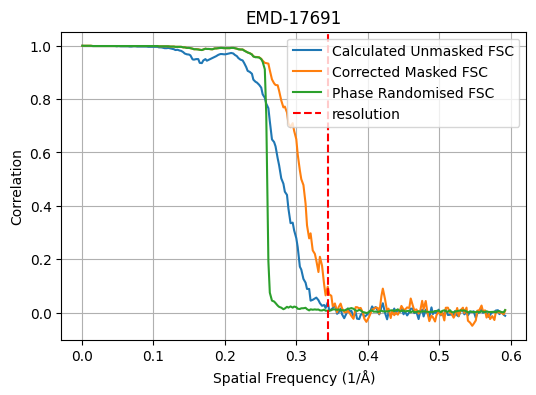 EMD-17691
Calculated Unmasked FSC
Corrected Masked FSC
Phase Randomised FSC
resolution
1.0
0.8
0.6
0.4
0.2
0.0
Correlation
0.0 0.1 0.2 0.3 0.4 0.5 0.6
Spatial Frequency (1/Å)